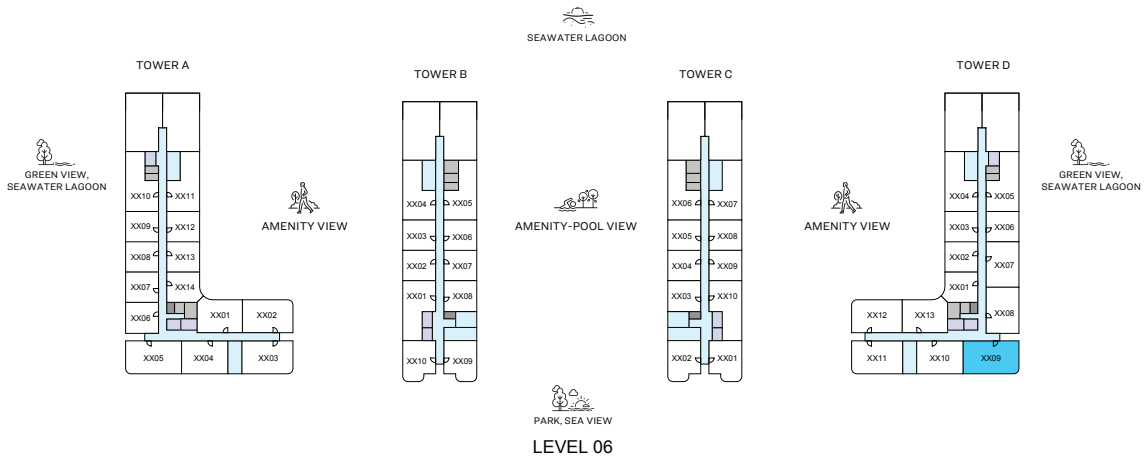 SEAWATER LAGOON
TOWER A
TOWER B
TOWER C
TOWER D
GREEN VIEW,
SEAWATER LAGOON
AMENITY VIEW
AMENITY-POOL VIEW
AMENITY VIEW
GREEN VIEW,
SEAWATER LAGOON
XX10 XX11
XX09 XX12
XX08 XX13
XX07 XX14
XX06 XX01 XX02
XX05 XX04 XX03
XX04 XX05
XX03 XX06
XX02 XX07
XX01 XX08
XX10 XX09
XX06 XX07
XX05 XX08
XX04 XX09
XX03 XX10
XX02 XX01
XX04 XX05
XX03 XX06
XX02 XX07
XX01
XX12 XX13 XX08
XX11 XX10 XX09
PARK, SEA VIEW
LEVEL 06